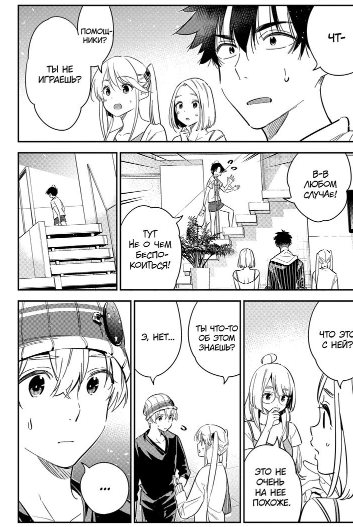 ЧТ-
ПОМОЩ-
НИКИ?
ТЫ НЕ
ИГРАЕШЬ?
В-В
ЛЮБОМ
СЛУЧАЕ!
ТУТ
НЕ О ЧЕМ
БЕСПО-
КОИТЬСЯ!
ЧТО ЭТО
С НЕЙ?
ЭТО НЕ
ОЧЕНЬ
НА НЕЕ
ПОХОЖЕ.
ТЫ ЧТО-ТО
ОБ ЭТОМ
ЗНАЕШЬ?
Э, НЕТ...
...